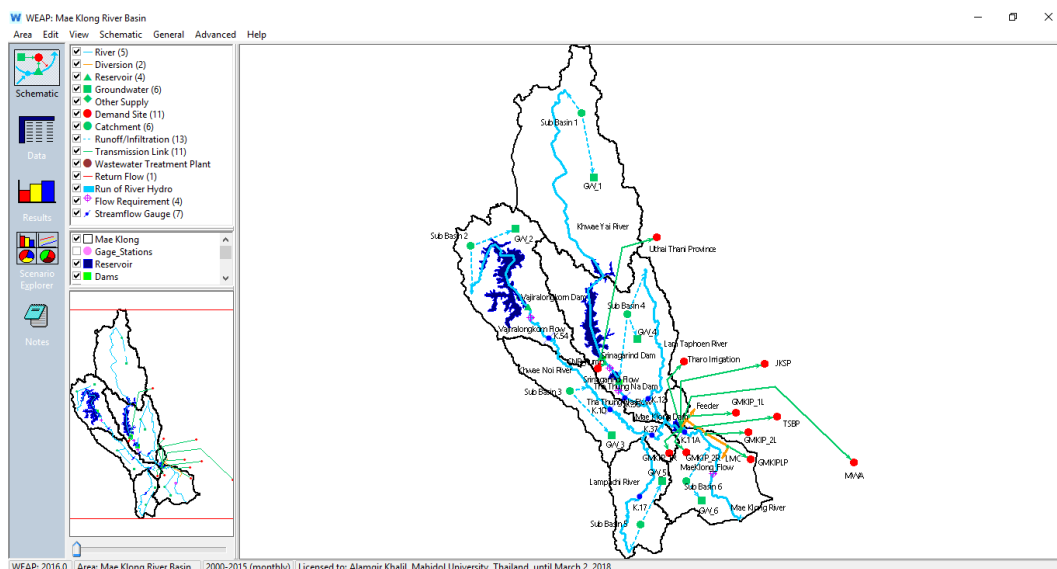 WEAP: Mae Klong River Basin
Area Edit View Schematic General Advanced Help
Schematic
Data
Results
Scenario Explorer
Notes
River (5)
Diversion (2)
Reservoir (4)
Groundwater (6)
Other Supply
Demand Site (11)
Catchment (6)
Runoff/Infiltration (13)
Transmission Link (11)
Wastewater Treatment Plant
Return Flow (1)
Run of River Hydro
Flow Requirement (4)
Streamflow Gauge (7)
Mae Klong
Gage_Stations
Reservoir
Dams
Sub Basin 1
GW_1
Khwae Yai River
Sub Basin 2
GW_2
Uthai Thani Province
Vajiralongkorn Dam
Sub Basin 4
Vajiralongkorn Flow
K.54
GW_4
Lam Taphoen River
Srinagarind Dam
Tharo Irrigation
JKSP
Khwae Noi River
Srinagarind Flow
Tha Thung Na Dam
Sub Basin 3
Tha Thung Na Flow
K.12
K.10
Feeder
GMKIP_1L
Mae Klong Dam
TSBP
K.37
K.11A
GMKIP_2L
GW_3
GMKIP_1R
GMKIP_2R
LMC
GMKIPLP
MaeKlong_Flow
MWA
Lampachi River
GW_5
Sub Basin 6
K.17
GW_6
Mae Klong River
Sub Basin 5
WEAP: 2016.0 Area: Mae Klong River Basin 2000-2015 (monthly) Licensed to: Alamgir Khalil, Mahidol University, Thailand, until March 2, 2018